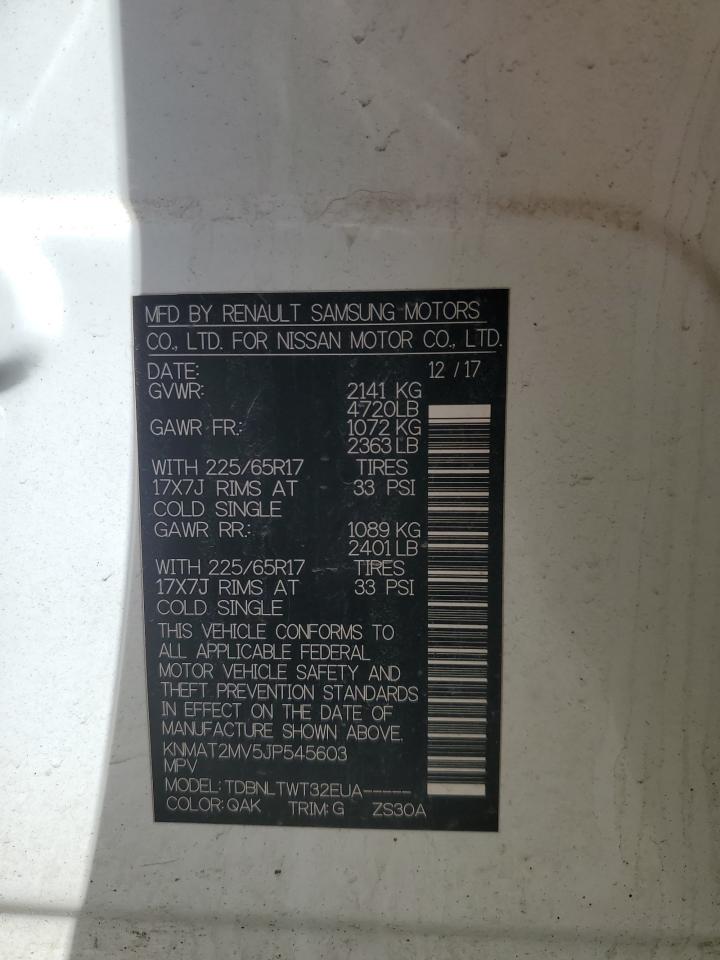 MFD BY RENAULT SAMSUNG MOTORS
CO., LTD. FOR NISSAN MOTOR CO., LTD.
DATE: 12 / 17
GVWR: 2141 KG
4720LB
GAWR FR.: 1072 KG
2363 LB
WITH 225/65R17 TIRES
17X7J RIMS AT 33 PSI
COLD SINGLE
GAWR RR.: 1089 KG
2401 LB
WITH 225/65R17 TIRES
17X7J RIMS AT 33 PSI
COLD SINGLE
THIS VEHICLE CONFORMS TO
ALL APPLICABLE FEDERAL
MOTOR VEHICLE SAFETY AND
THEFT PREVENTION STANDARDS
IN EFFECT ON THE DATE OF
MANUFACTURE SHOWN ABOVE.
KNMAT2MV5JP545603
MPV
MODEL: TDBNLTWT32EUA-----
COLOR: QAK TRIM: G ZS30A